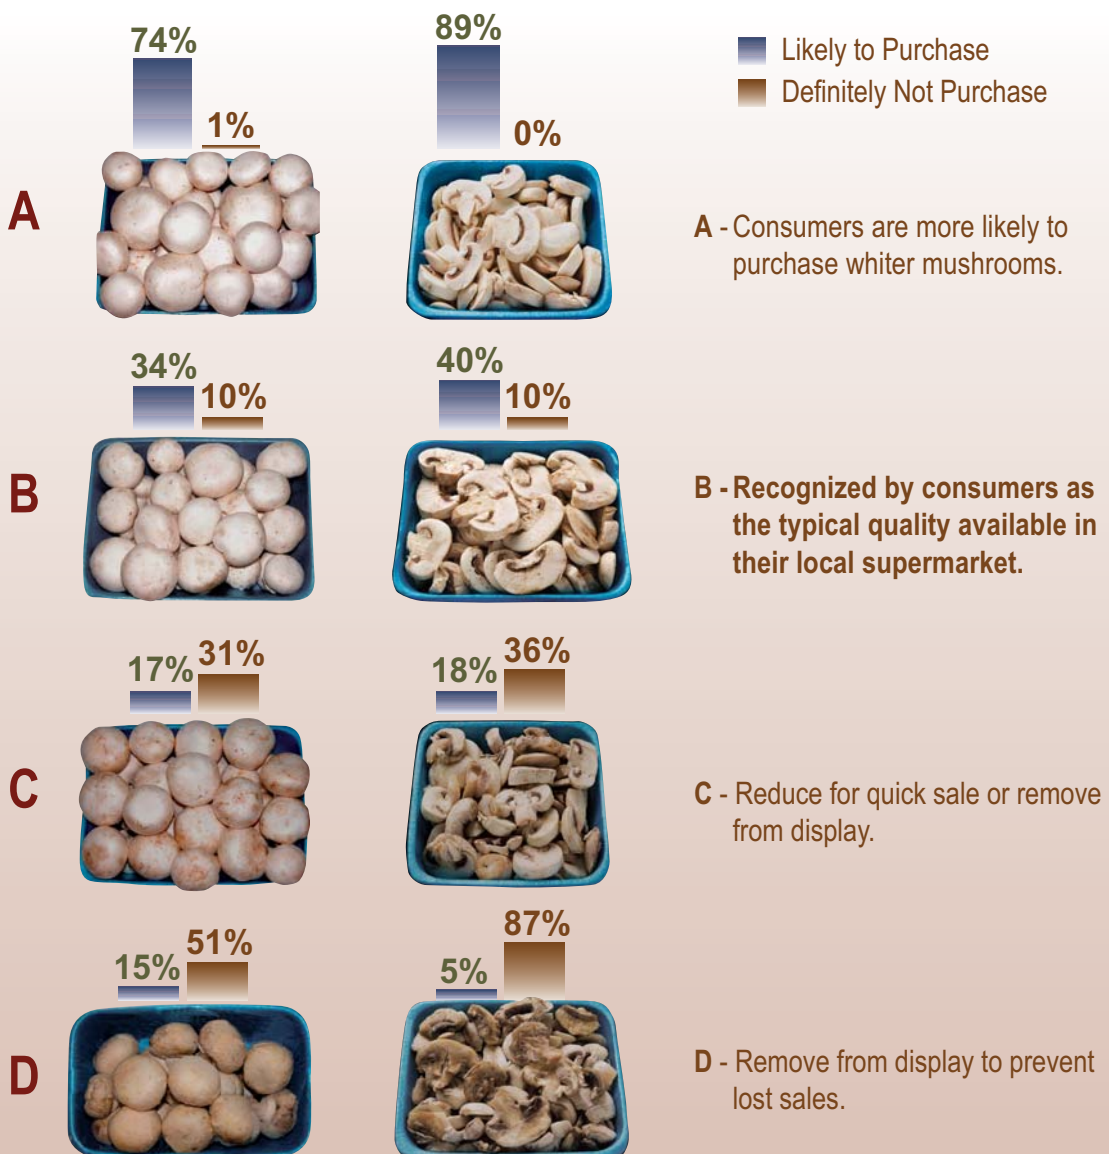 74%
1%
89%
0%
Likely to Purchase
Definitely Not Purchase
A
A - Consumers are more likely to
purchase whiter mushrooms.
34%
10%
40%
10%
B
B - Recognized by consumers as
the typical quality available in
their local supermarket.
17%
31%
18%
36%
C
C - Reduce for quick sale or remove
from display.
15%
51%
5%
87%
D
D - Remove from display to prevent
lost sales.